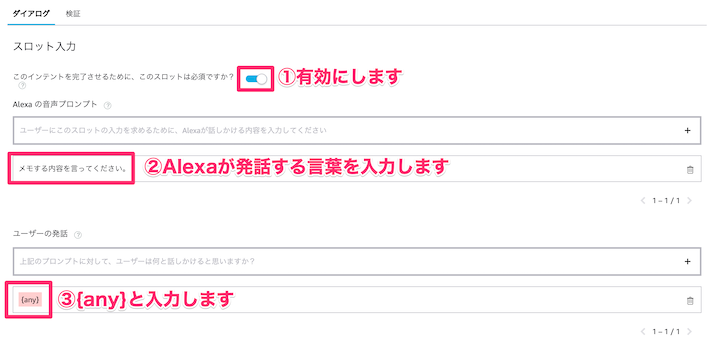 ダイアログ 検証
スロット入力
このインテントを完了させるために、このスロットは必須ですか？ ①有効にします
?
Alexa の音声プロンプト ?
ユーザーにこのスロットの入力を求めるために、Alexaが話しかける内容を入力してください +
メモする内容を言ってください。 ②Alexaが発話する言葉を入力します
< 1 – 1 / 1 >
ユーザーの発話 ?
上記のプロンプトに対して、ユーザーは何と話しかけると思いますか？ +
{any} ③{any}と入力します
< 1 – 1 / 1 >